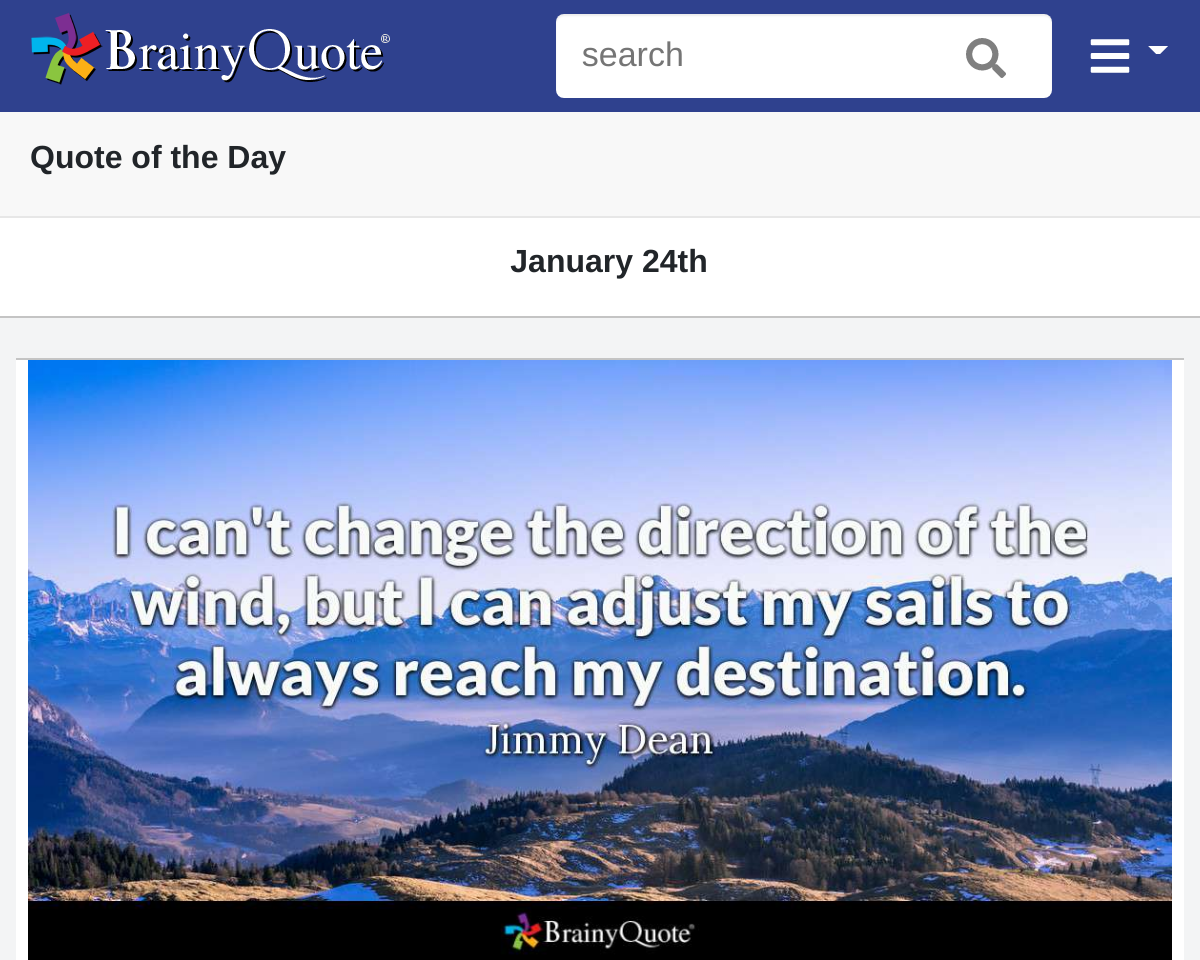 BrainyQuote®
search
Quote of the Day
January 24th
I can't change the direction of the
wind, but I can adjust my sails to
always reach my destination.
Jimmy Dean
BrainyQuote®